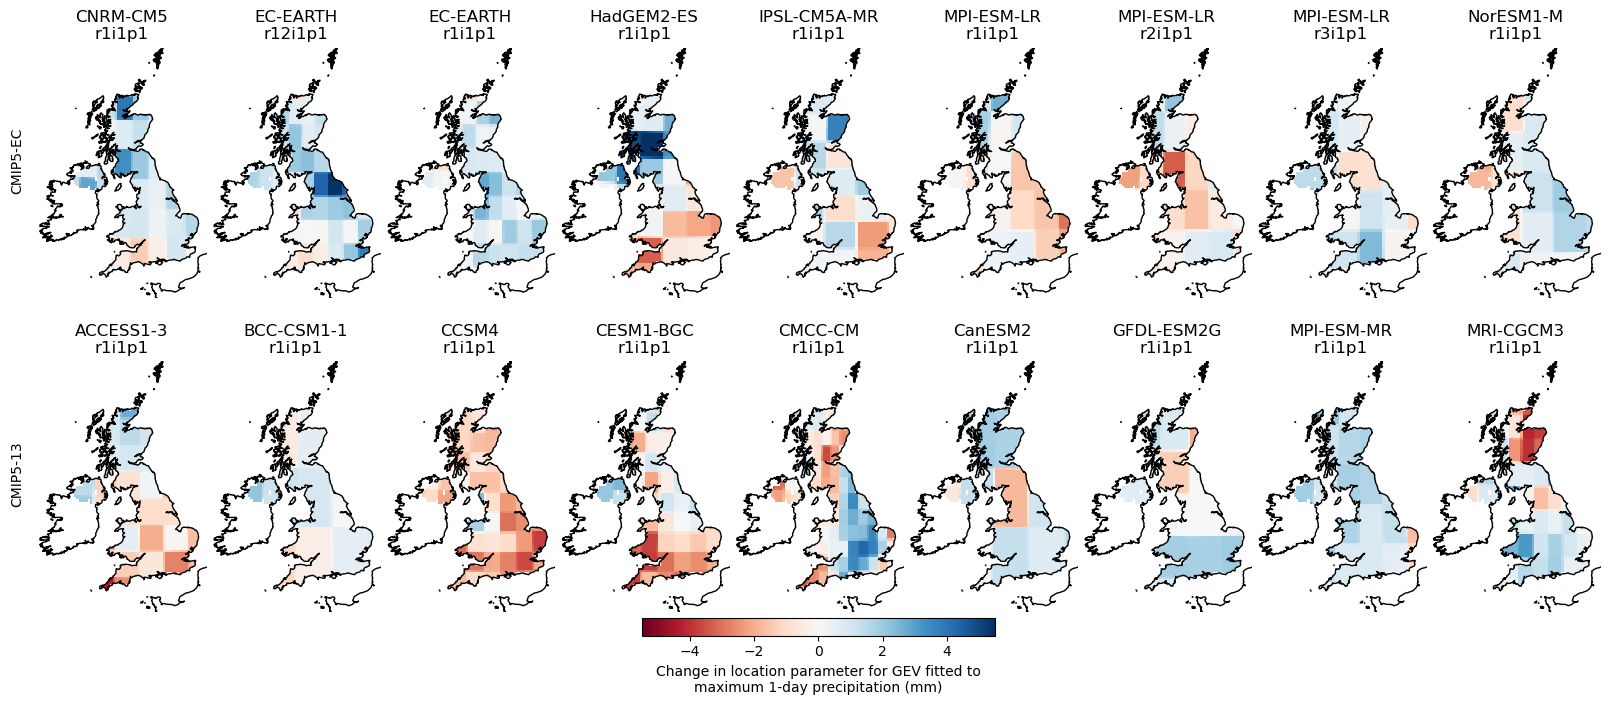 CNRM-CM5 EC-EARTH EC-EARTH HadGEM2-ES IPSL-CM5A-MR MPI-ESM-LR MPI-ESM-LR MPI-ESM-LR NorESM1-M
r1i1p1 r12i1p1 r1i1p1 r1i1p1 r1i1p1 r1i1p1 r2i1p1 r3i1p1 r1i1p1
CMIP5-EC
ACCESS1-3 BCC-CSM1-1 CCSM4 CESM1-BGC CMCC-CM CanESM2 GFDL-ESM2G MPI-ESM-MR MRI-CGCM3
r1i1p1 r1i1p1 r1i1p1 r1i1p1 r1i1p1 r1i1p1 r1i1p1 r1i1p1 r1i1p1
CMIP5-13
−4 −2 0 2 4
Change in location parameter for GEV fitted to
maximum 1-day precipitation (mm)